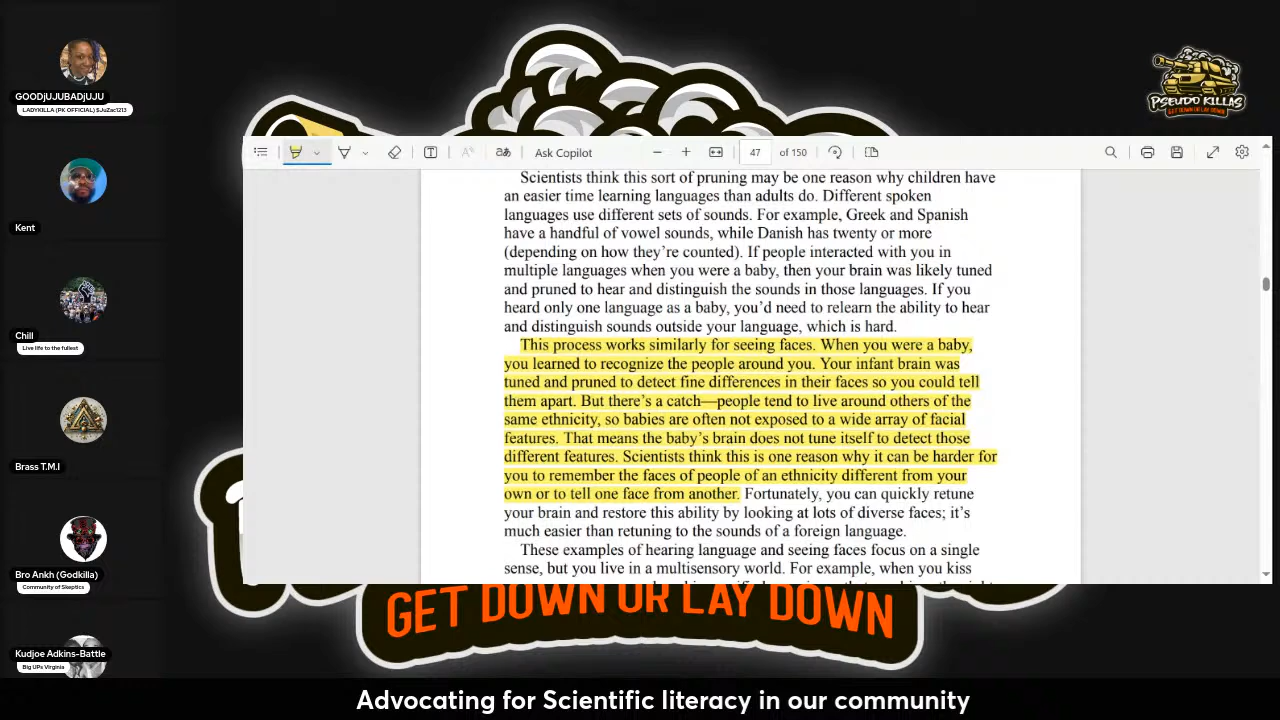 GOODjUJUBADjUJU
LADYKILLA (PK OFFICIAL) $JuZac1213
Kent
Chill
Live life to the fullest
Brass T.M.I
Bro Ankh (Godkilla)
Community of Skeptics
Kudjoe Adkins-Battle
Big UPs Virginia
PSEUDO KILLAS
GET DOWN OR LAY DOWN
Ask Copilot
47 of 150
Scientists think this sort of pruning may be one reason why children have
an easier time learning languages than adults do. Different spoken
languages use different sets of sounds. For example, Greek and Spanish
have a handful of vowel sounds, while Danish has twenty or more
(depending on how they’re counted). If people interacted with you in
multiple languages when you were a baby, then your brain was likely tuned
and pruned to hear and distinguish the sounds in those languages. If you
heard only one language as a baby, you’d need to relearn the ability to hear
and distinguish sounds outside your language, which is hard.
This process works similarly for seeing faces. When you were a baby,
you learned to recognize the people around you. Your infant brain was
tuned and pruned to detect fine differences in their faces so you could tell
them apart. But there’s a catch—people tend to live around others of the
same ethnicity, so babies are often not exposed to a wide array of facial
features. That means the baby’s brain does not tune itself to detect those
different features. Scientists think this is one reason why it can be harder for
you to remember the faces of people of an ethnicity different from your
own or to tell one face from another. Fortunately, you can quickly retune
your brain and restore this ability by looking at lots of diverse faces; it’s
much easier than retuning to the sounds of a foreign language.
These examples of hearing language and seeing faces focus on a single
sense, but you live in a multisensory world. For example, when you kiss
GET DOWN OR LAY DOWN
Advocating for Scientific literacy in our community